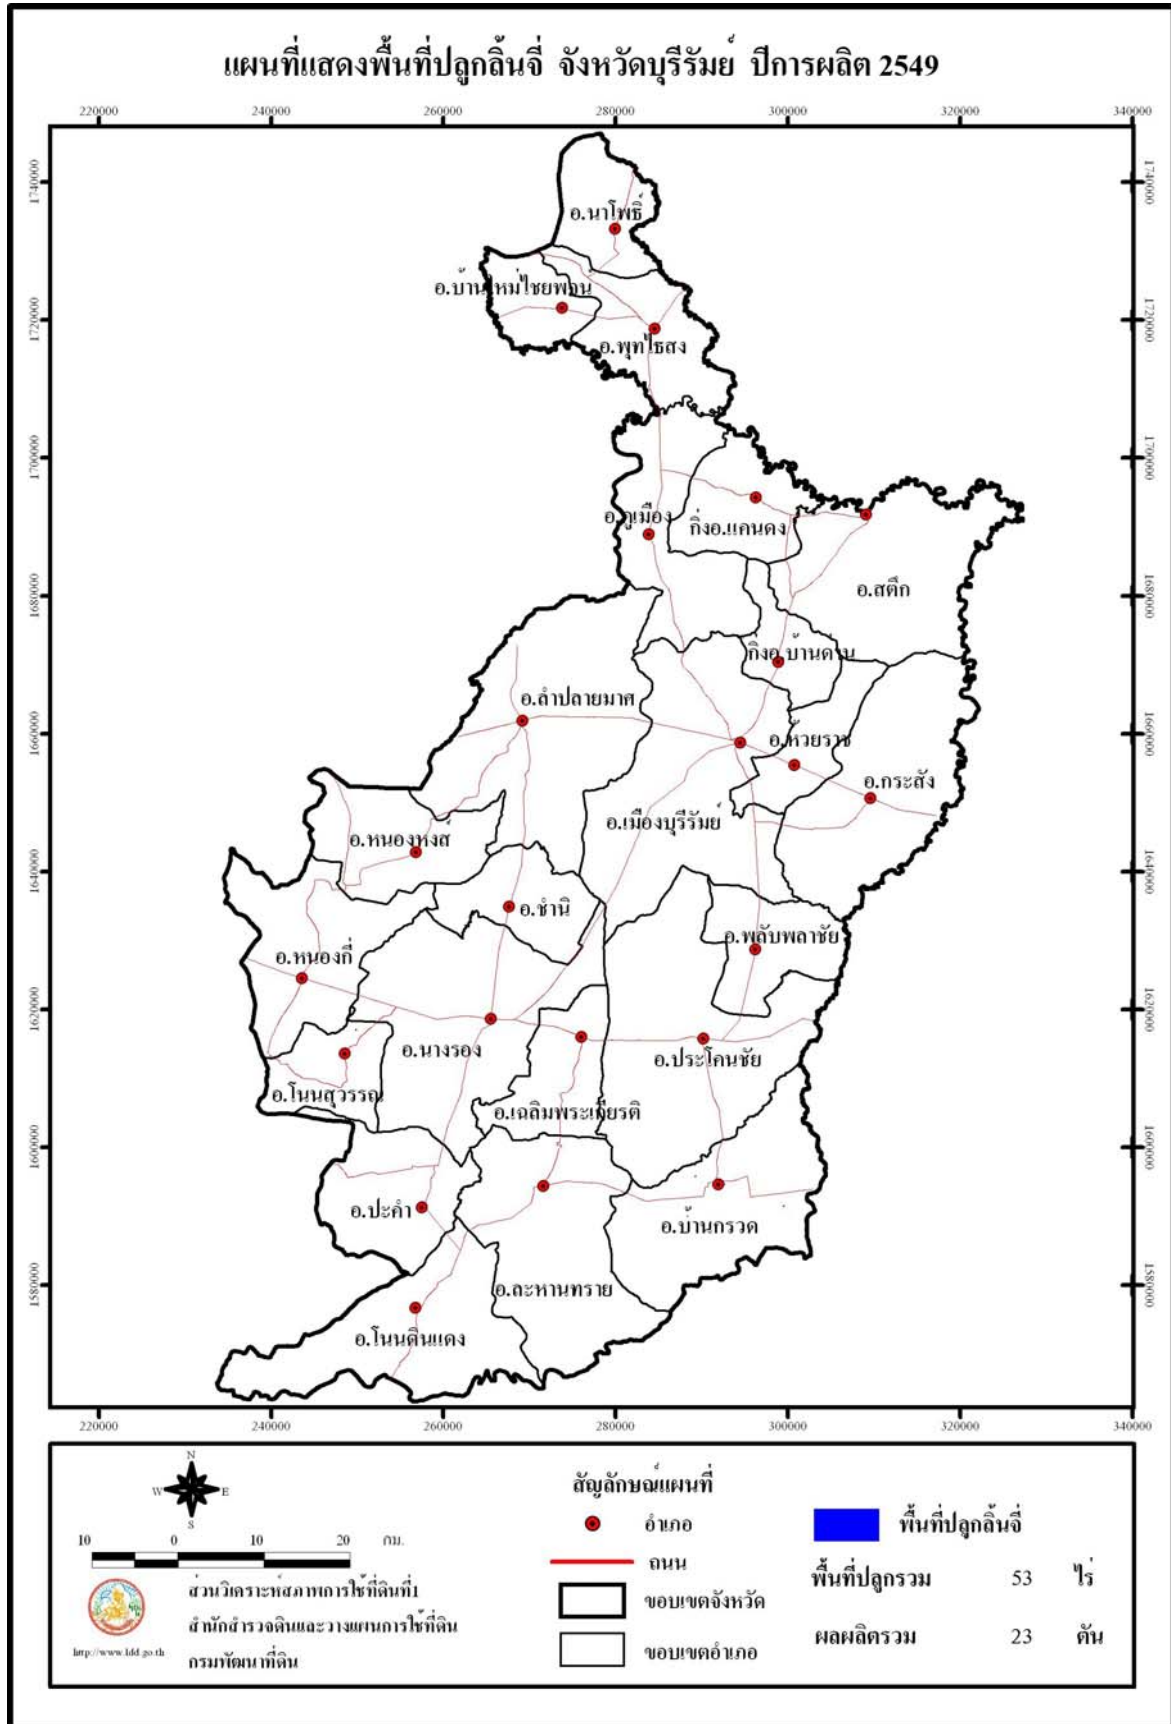 แผนที่แสดงพื้นที่ปลูกลิ้นจี่ จังหวัดบุรีรัมย์ ปีการผลิต 2549
220000 240000 260000 280000 300000 320000 340000
1740000 1740000
อ.นาโพธิ์
อ.บ้านใหม่ไชยพจน์
1720000 1720000
อ.พุทไธสง
1700000 1700000
อ.คูเมือง
กิ่งอ.แคนดง
อ.สตึก
1680000 1680000
กิ่งอ.บ้านด่าน
อ.ลำปลายมาศ
1660000 1660000
อ.ห้วยราช
อ.กระสัง
อ.เมืองบุรีรัมย์
อ.หนองหงส์
1640000 1640000
อ.ชำนิ
อ.พลับพลาชัย
อ.หนองกี่
1620000 1620000
อ.นางรอง
อ.ประโคนชัย
อ.โนนสุวรรณ
อ.เฉลิมพระเกียรติ
1600000 1600000
อ.ปะคำ
อ.บ้านกรวด
1580000 1580000
อ.ละหานทราย
อ.โนนดินแดง
220000 240000 260000 280000 300000 320000 340000
N
W E
S
10 0 10 20 กม.
ส่วนวิเคราะห์สภาพการใช้ที่ดินที่1
สำนักสำรวจดินและวางแผนการใช้ที่ดิน
กรมพัฒนาที่ดิน
http://www.ldd.go.th
สัญลักษณ์แผนที่
อำเภอ
ถนน
ขอบเขตจังหวัด
ขอบเขตอำเภอ
พื้นที่ปลูกลิ้นจี่
พื้นที่ปลูกรวม 53 ไร่
ผลผลิตรวม 23 ตัน